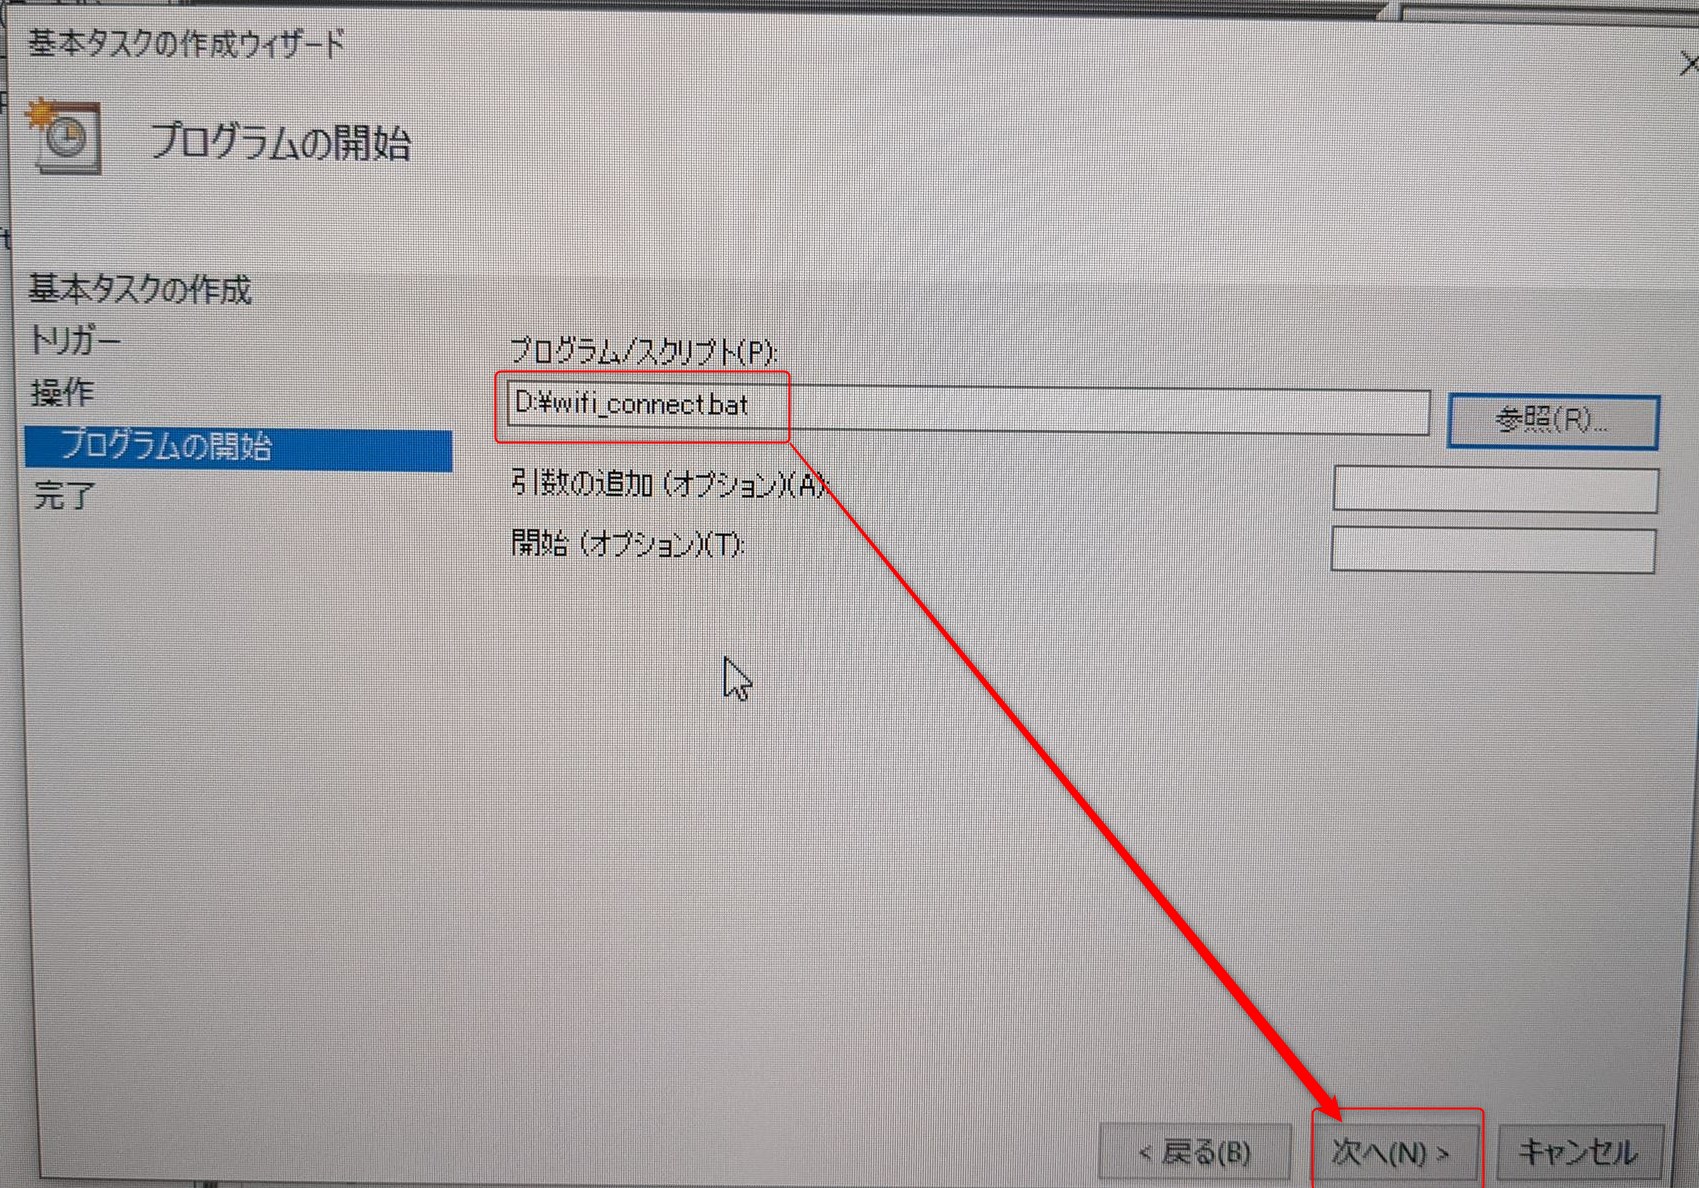 基本タスクの作成ウィザード
プログラムの開始
基本タスクの作成
トリガー
操作
プログラムの開始
完了
プログラム/スクリプト(P):
D:¥wifi_connect.bat
参照(R)...
引数の追加 (オプション)(A):
開始 (オプション)(T):
< 戻る(B)
次へ(N) >
キャンセル